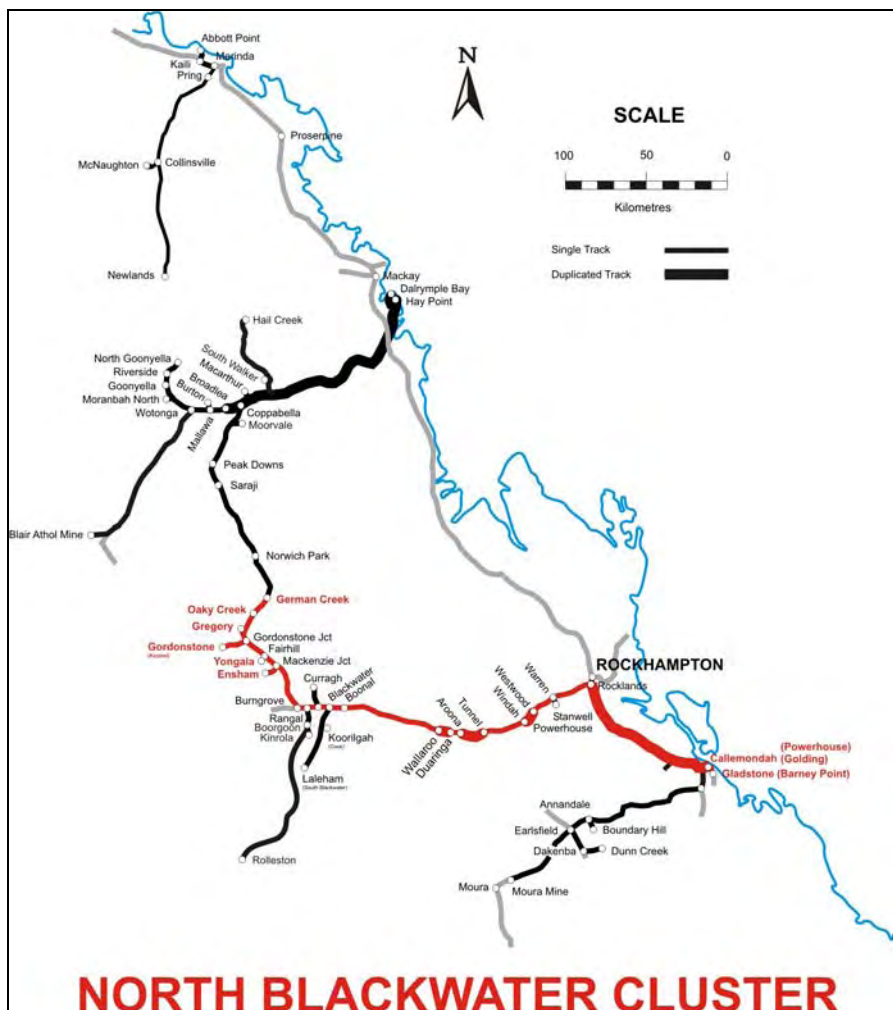 Abbott Point
Kaili
Merinda
Pring
N
SCALE
100 50 0
Kilometres
Proserpine
McNaughton
Collinsville
Single Track
Duplicated Track
Newlands
Mackay
Dalrymple Bay
Hay Point
Hail Creek
North Goonyella
Riverside
Goonyella
Moranbah North
Wotonga
South Walker
Macarthur
Broadlea
Burton
Mallawa
Coppabella
Moorvale
Peak Downs
Saraji
Blair Athol Mine
Norwich Park
German Creek
Oaky Creek
Gregory
Gordonstone Jct
Gordonstone
Fairhill
Yongala
Mackenzie Jct
Ensham
Curragh
Blackwater
Boonal
Burngrove
Rangal
Boorgoon
Kinrola
Koorilgah
(Cook)
Laleham
(South Blackwater)
Rolleston
Wallaroo
Duaringa
Aroona
Tunnel
Windah
Westwood
Warren
Stanwell
Powerhouse
ROCKHAMPTON
Rocklands
Callemondah (Powerhouse)
(Golding)
Gladstone (Barney Point)
Annandale
Earlsfield
Boundary Hill
Dakenba
Dunn Creek
Moura
Moura Mine
NORTH BLACKWATER CLUSTER